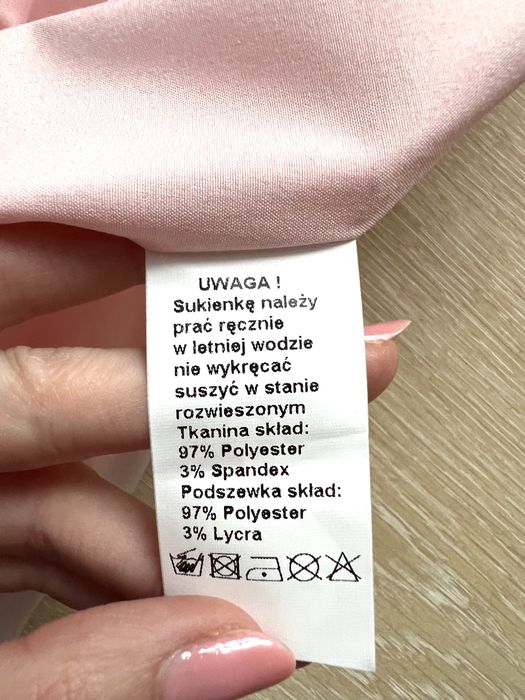 UWAGA !
Sukienkę należy
prać ręcznie
w letniej wodzie
nie wykręcać
suszyć w stanie
rozwieszonym
Tkanina skład:
97% Polyester
3% Spandex
Podszewka skład:
97% Polyester
3% Lycra